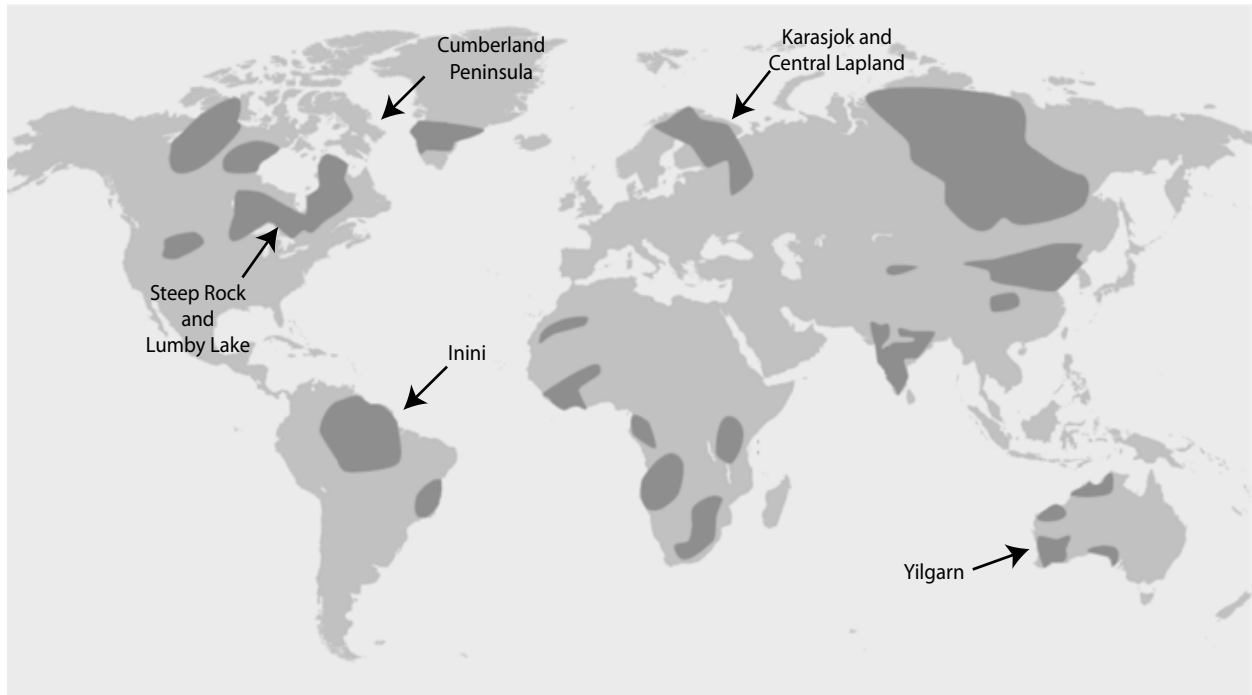 Cumberland
Peninsula
Karasjok and
Central Lapland
Steep Rock
and
Lumby Lake
Inini
Yilgarn